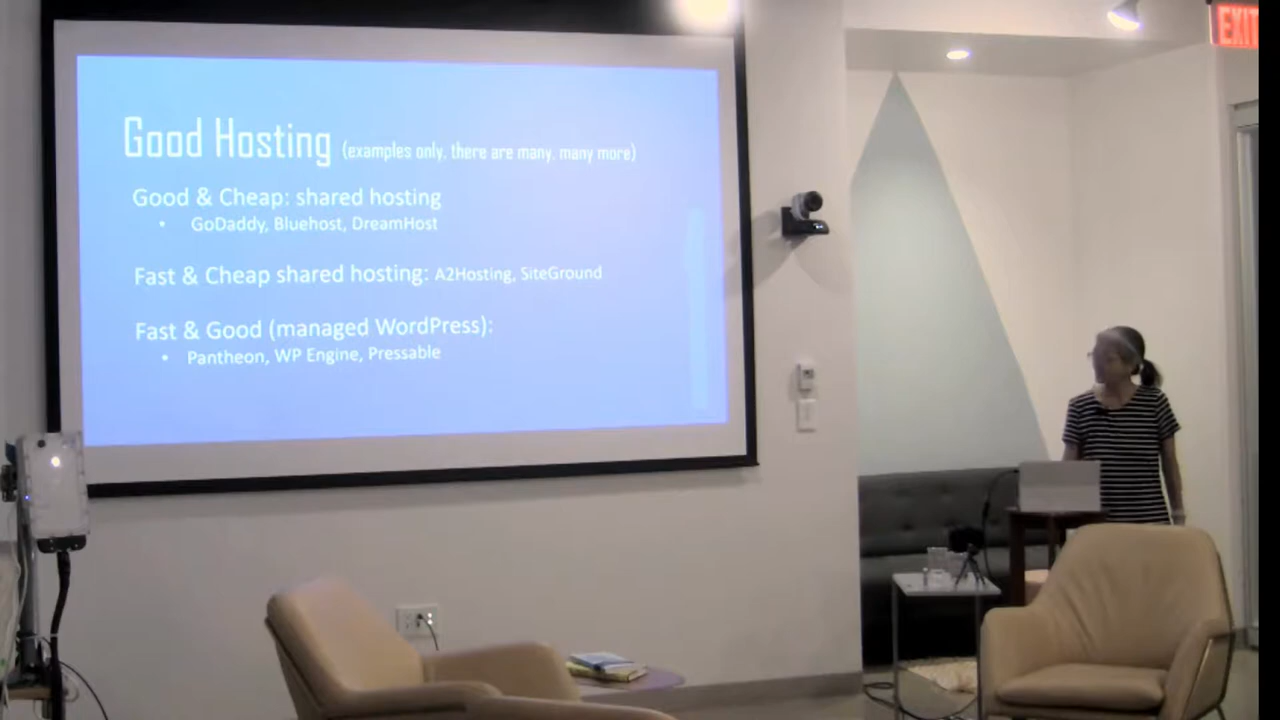 Good Hosting (examples only, there are many, many more)
Good & Cheap: shared hosting
• GoDaddy, Bluehost, DreamHost
Fast & Cheap shared hosting: A2Hosting, SiteGround
Fast & Good (managed WordPress):
• Pantheon, WP Engine, Pressable
EXIT